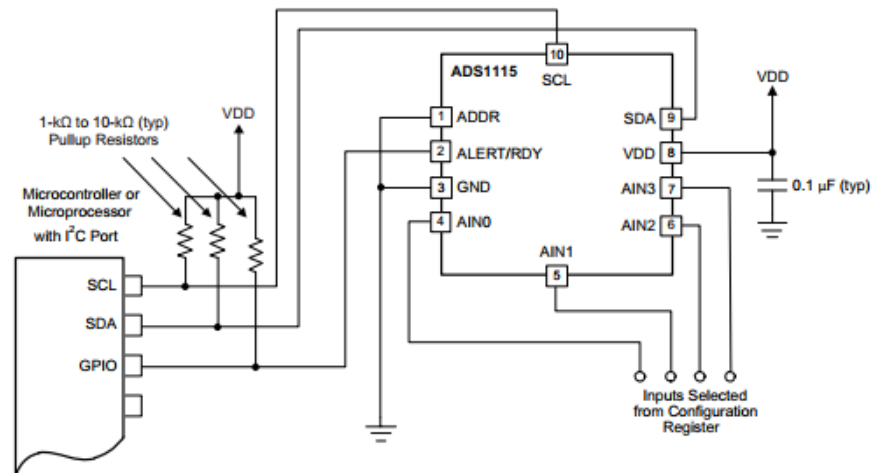 10
ADS1115
SCL
VDD
VDD
1-kΩ to 10-kΩ (typ)
Pullup Resistors
1
ADDR
SDA
9
2
ALERT/RDY
VDD
8
Microcontroller or
Microprocessor
with I²C Port
3
GND
AIN3
7
0.1 µF (typ)
4
AIN0
AIN2
6
AIN1
5
SCL
SDA
GPIO
Inputs Selected
from Configuration
Register